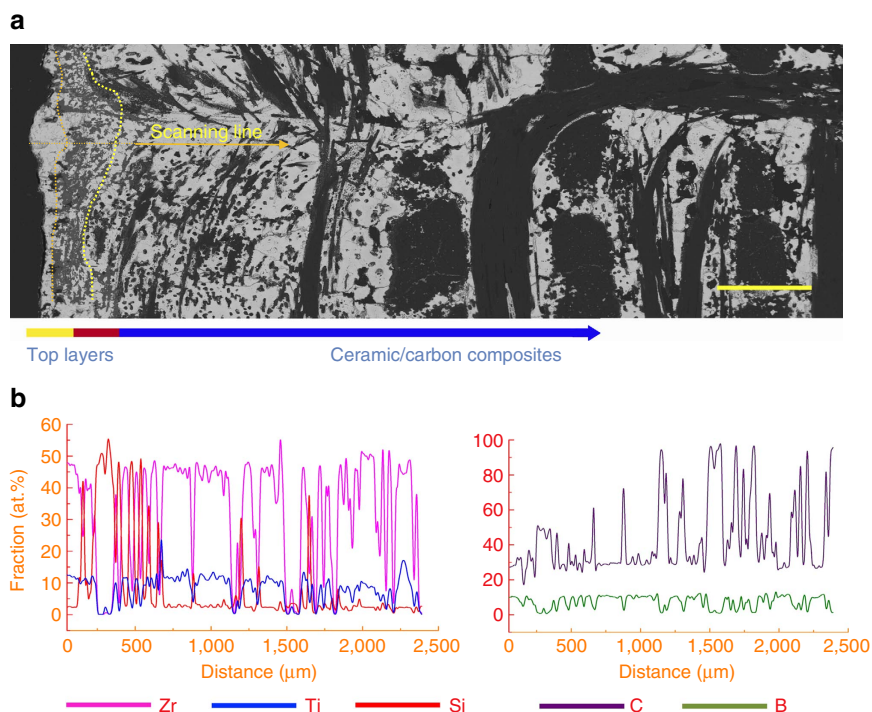 a
Scanning line
Top layers
Ceramic/carbon composites
b
60
50
40
30
20
10
0
Fraction (at.%)
0
500
1,000
1,500
2,000
2,500
Distance (μm)
100
80
60
40
20
0
0
500
1,000
1,500
2,000
2,500
Distance (μm)
Zr
Ti
Si
C
B